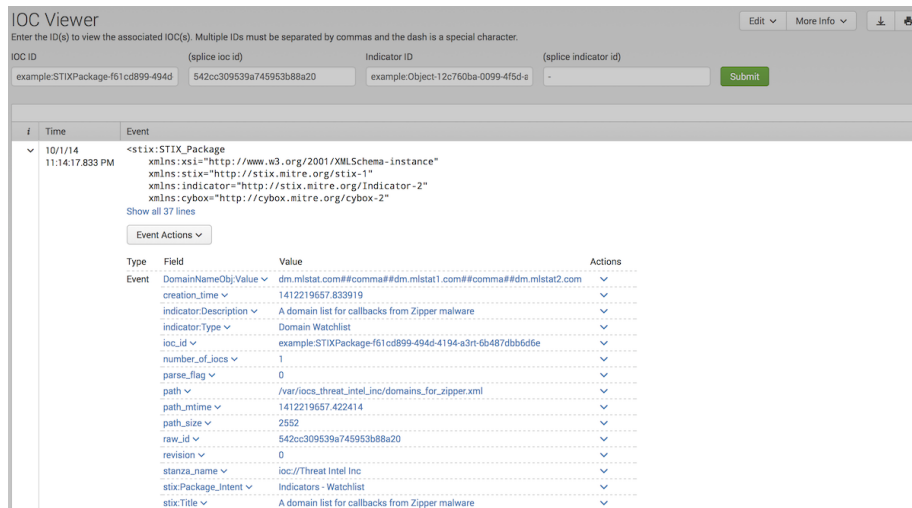 IOC Viewer
Edit More Info
Enter the ID(s) to view the associated IOC(s). Multiple IDs must be separated by commas and the dash is a special character.
IOC ID (splice ioc id) Indicator ID (splice indicator id)
example:STIXPackage-f61cd899-494d 542cc309539a745953b88a20 example:Object-12c760ba-0099-4f5d-a - Submit
i Time Event
10/1/14 <stix:STIX_Package
11:14:17.833 PM xmlns:xsi="http://www.w3.org/2001/XMLSchema-instance"
xmlns:stix="http://stix.mitre.org/stix-1"
xmlns:indicator="http://stix.mitre.org/Indicator-2"
xmlns:cybox="http://cybox.mitre.org/cybox-2"
Show all 37 lines
Event Actions
Type Field Value Actions
Event DomainNameObj:Value dm.mlstat.com##comma##dm.mlstat1.com##comma##dm.mlstat2.com
creation_time 1412219657.833919
indicator:Description A domain list for callbacks from Zipper malware
indicator:Type Domain Watchlist
ioc_id example:STIXPackage-f61cd899-494d-4194-a3rt-6b487dbb6d6e
number_of_iocs 1
parse_flag 0
path /var/iocs_threat_intel_inc/domains_for_zipper.xml
path_mtime 1412219657.422414
path_size 2552
raw_id 542cc309539a745953b88a20
revision 0
stanza_name ioc://Threat Intel Inc
stix:Package_Intent Indicators - Watchlist
stix:Title A domain list for callbacks from Zipper malware